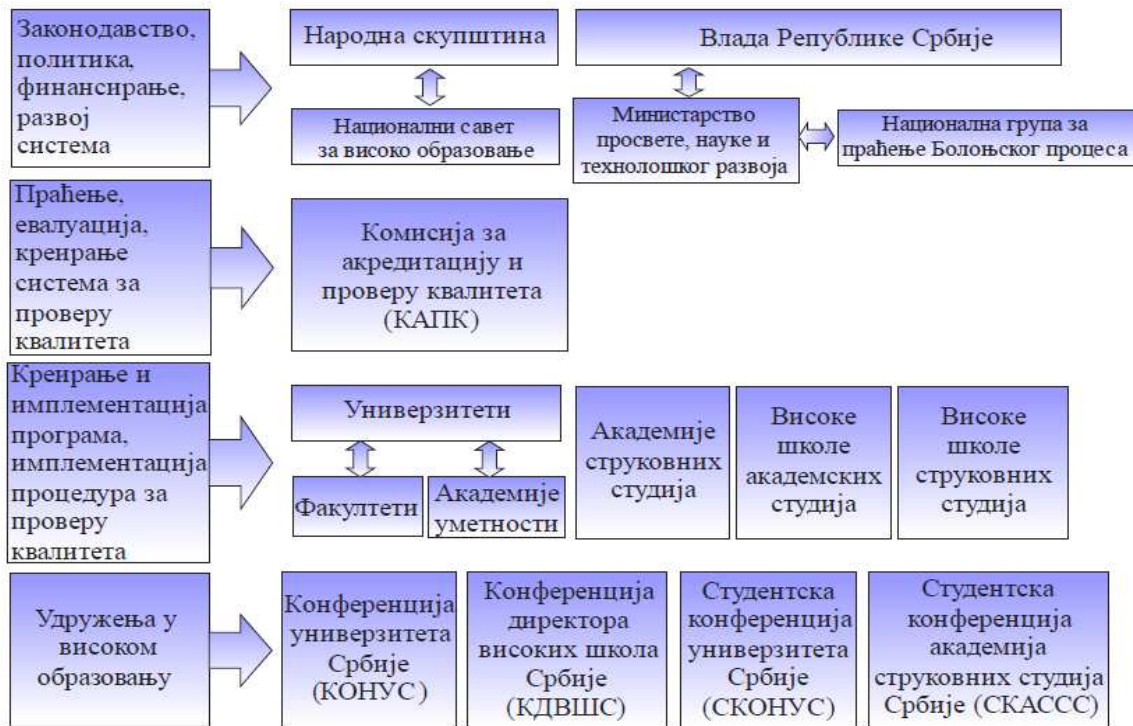 Законодавство,
политика,
финансирање,
развој
система
Народна скупштина
Влада Републике Србије
Национални савет
за високо образовање
Министарство
просвете, науке и
технолошког развоја
Национална група за
праћење Болоњског процеса
Праћење,
евалуација,
креирање
система за
проверу
квалитета
Комисија за
акредитацију и
проверу квалитета
(КАПК)
Креирање и
имплементација
програма,
имплементација
процедура за
проверу
квалитета
Универзитети
Факултети
Академије
уметности
Академије
струковних
студија
Високе
школе
академских
студија
Високе
школе
струковних
студија
Удружења у
високом
образовању
Конференција
универзитета
Србије
(КОНУС)
Конференција
директора
високих школа
Србије
(КДВШС)
Студентска
конференција
универзитета
Србије
(СКОНУС)
Студентска
конференција
академија
струковних студија
Србије (СКАССС)